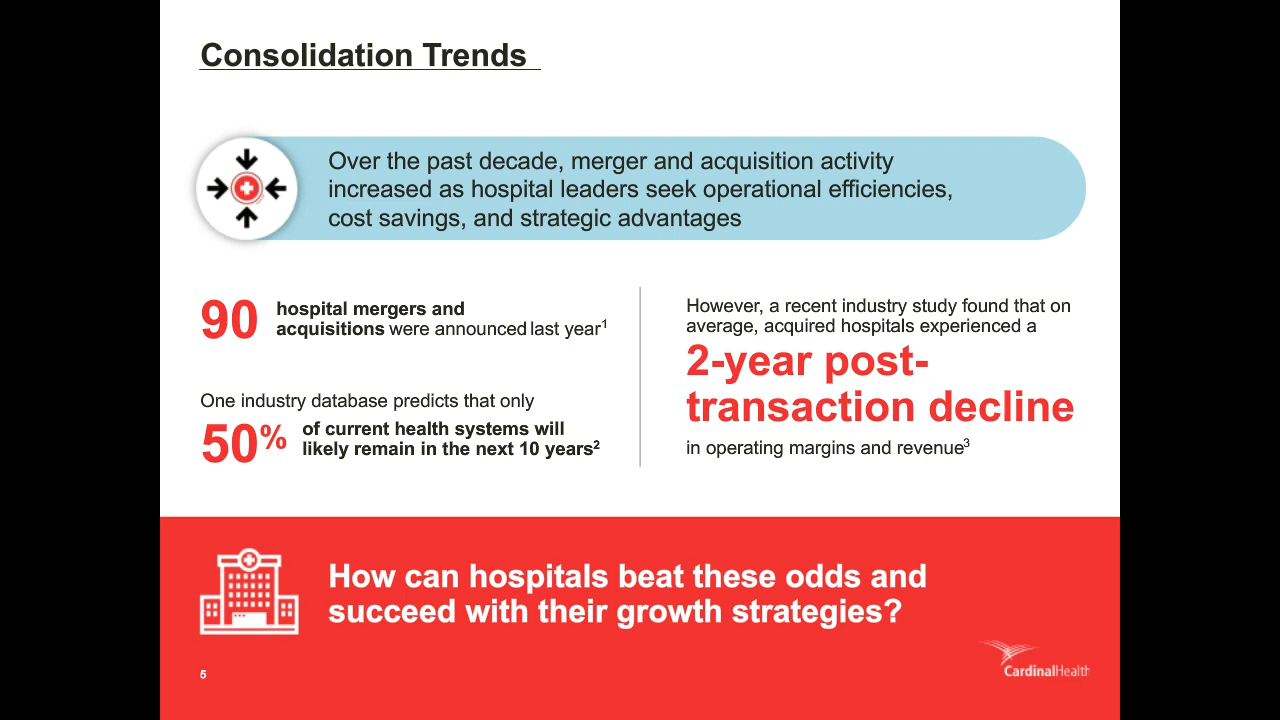 Consolidation Trends
Over the past decade, merger and acquisition activity
increased as hospital leaders seek operational efficiencies,
cost savings, and strategic advantages
90 hospital mergers and
acquisitions were announced last year¹
One industry database predicts that only
50% of current health systems will
likely remain in the next 10 years²
However, a recent industry study found that on
average, acquired hospitals experienced a
2-year post-
transaction decline
in operating margins and revenue³
How can hospitals beat these odds and
succeed with their growth strategies?
5
CardinalHealth